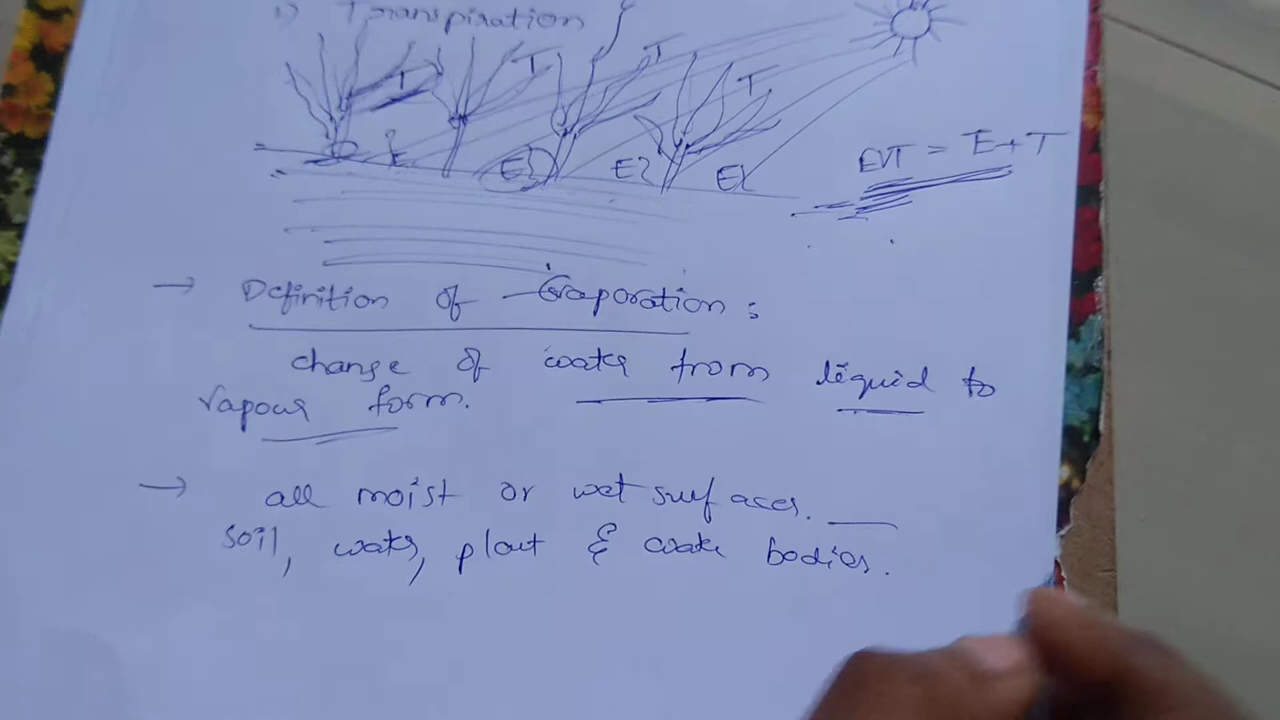 Transpiration
T T T T
E E3 E2 E1
EVT = E+T
→ Definition of Evaporation :
change of water from liquid to
vapour form.
→ all moist or wet surfaces.
soil, water, plant & water bodies.